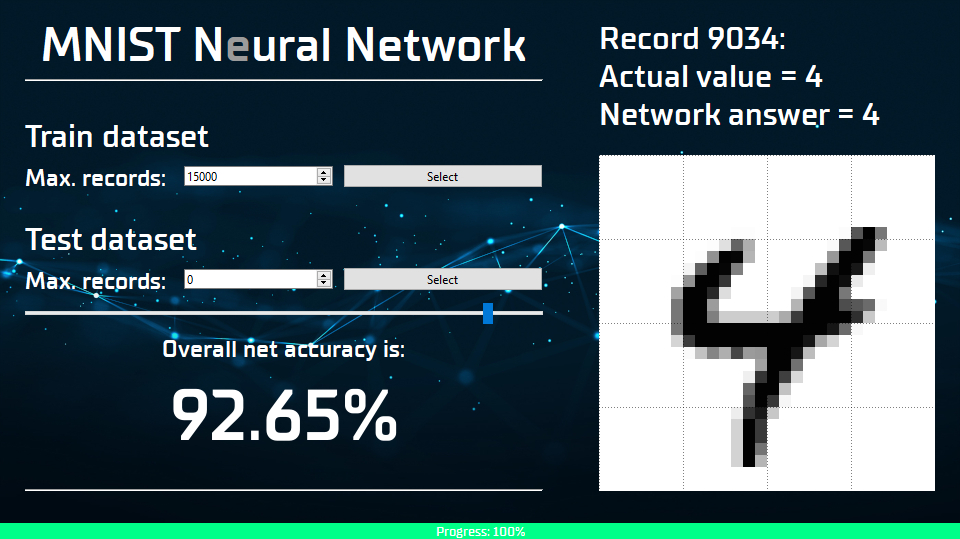 MNIST Neural Network
Train dataset
Max. records: 15000 Select
Test dataset
Max. records: 0 Select
Overall net accuracy is:
92.65%
Record 9034:
Actual value = 4
Network answer = 4
4
Progress: 100%